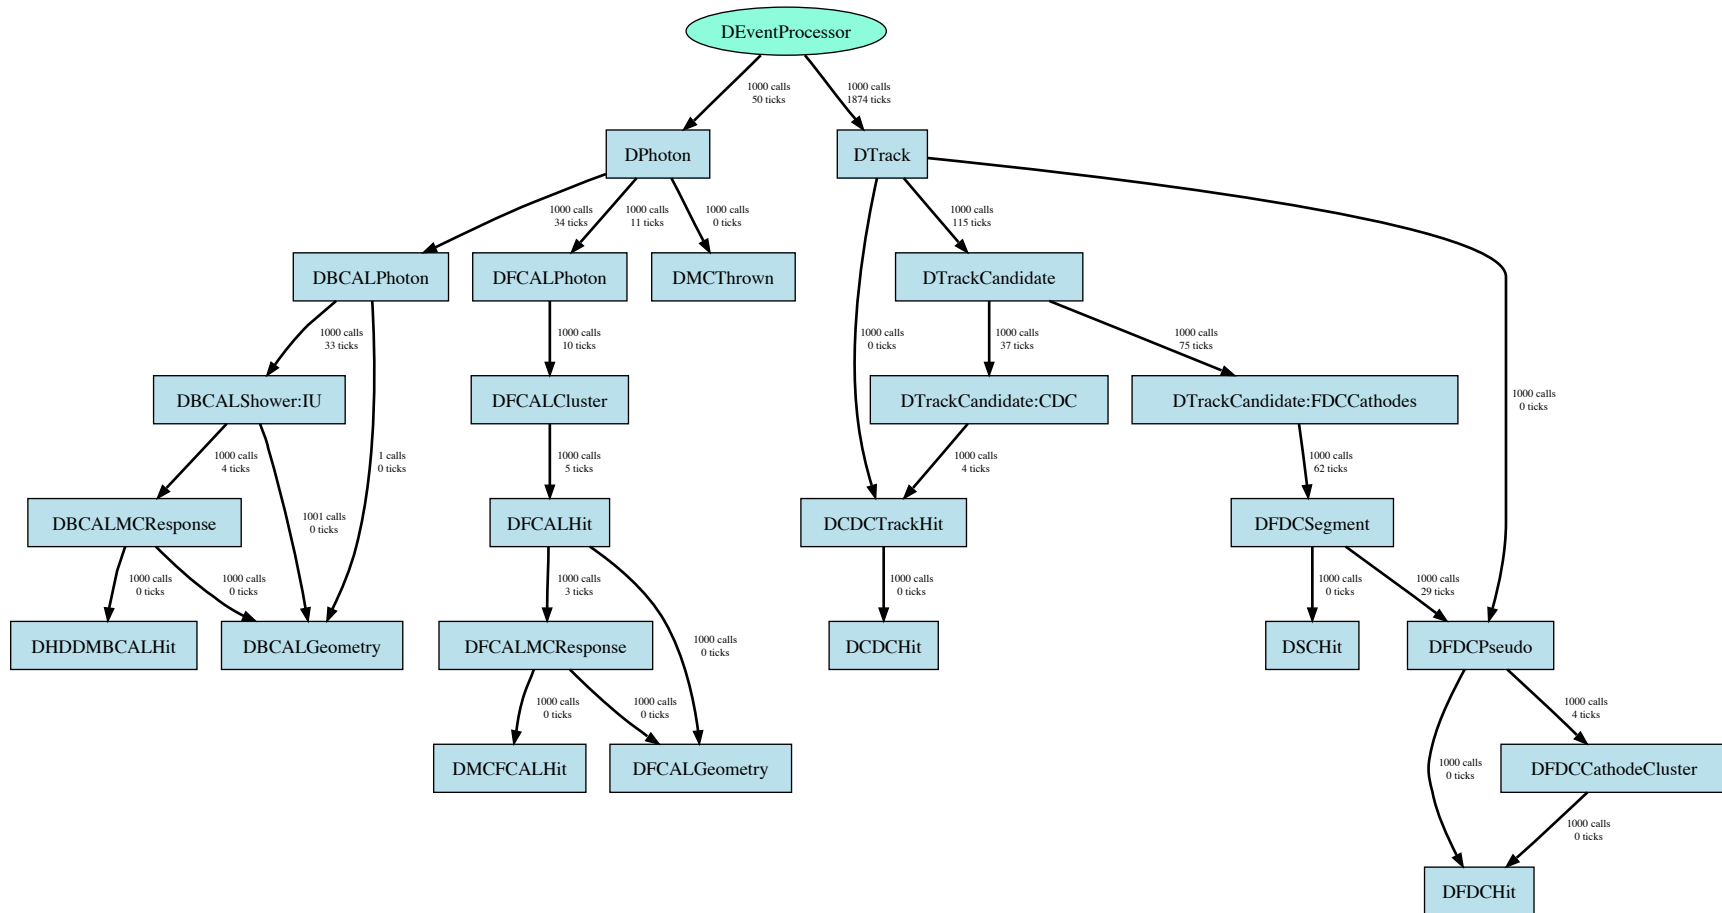 DEventProcessor
1000 calls
50 ticks
1000 calls
1874 ticks
DPhoton
DTrack
1000 calls
34 ticks
1000 calls
11 ticks
1000 calls
0 ticks
1000 calls
115 ticks
DBCALPhoton
DFCALPhoton
DMCThrown
DTrackCandidate
1000 calls
33 ticks
1000 calls
10 ticks
1000 calls
0 ticks
1000 calls
37 ticks
1000 calls
75 ticks
DBCALShower:IU
DFCALCluster
DTrackCandidate:CDC
DTrackCandidate:FDCCathodes
1000 calls
0 ticks
1000 calls
4 ticks
1 calls
0 ticks
1000 calls
5 ticks
1000 calls
4 ticks
1000 calls
62 ticks
1001 calls
0 ticks
DBCALMCResponse
DFCALHit
DCDCTrackHit
DFDCSegment
1000 calls
0 ticks
1000 calls
0 ticks
1000 calls
3 ticks
1000 calls
0 ticks
1000 calls
0 ticks
1000 calls
29 ticks
1000 calls
0 ticks
DHDDMBCALHit
DBCALGeometry
DFCALMCResponse
DCDCHit
DSCHit
DFDCPseudo
1000 calls
0 ticks
1000 calls
0 ticks
1000 calls
4 ticks
1000 calls
0 ticks
DMCFCALHit
DFCALGeometry
DFDCCathodeCluster
1000 calls
0 ticks
DFDCHit